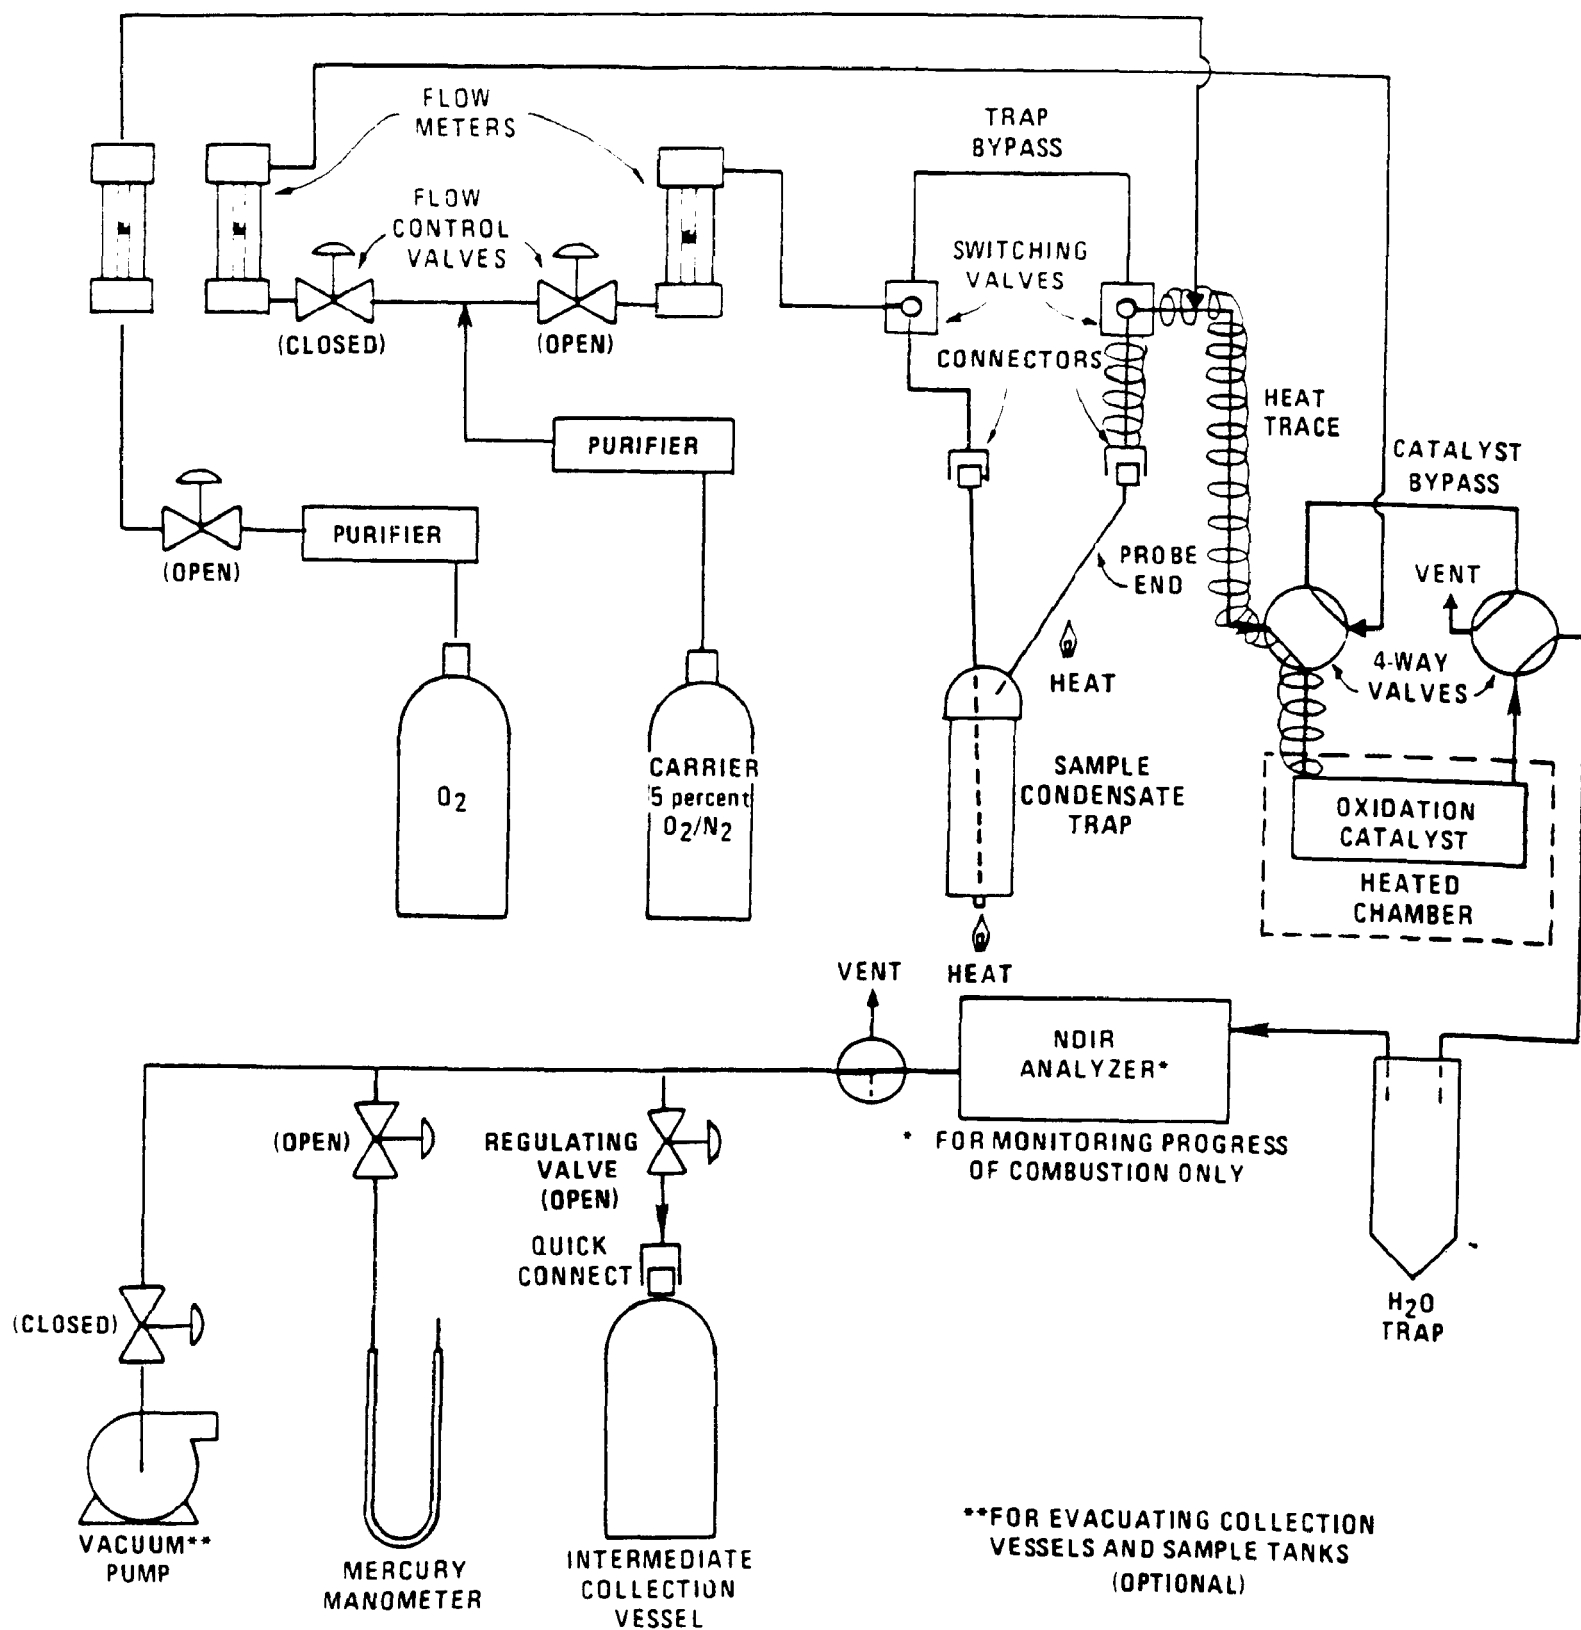 FLOW
METERS
TRAP
BYPASS
FLOW
CONTROL
VALVES
SWITCHING
VALVES
(CLOSED)
(OPEN)
CONNECTORS
HEAT
TRACE
PURIFIER
CATALYST
BYPASS
PURIFIER
(OPEN)
PROBE
END
VENT
HEAT
4-WAY
VALVES
O2
CARRIER
5 percent
O2/N2
SAMPLE
CONDENSATE
TRAP
OXIDATION
CATALYST
HEATED
CHAMBER
VENT
HEAT
NDIR
ANALYZER*
* FOR MONITORING PROGRESS
OF COMBUSTION ONLY
(OPEN)
REGULATING
VALVE
(OPEN)
QUICK
CONNECT
H2O
TRAP
(CLOSED)
VACUUM**
PUMP
MERCURY
MANOMETER
INTERMEDIATE
COLLECTION
VESSEL
**FOR EVACUATING COLLECTION
VESSELS AND SAMPLE TANKS
(OPTIONAL)